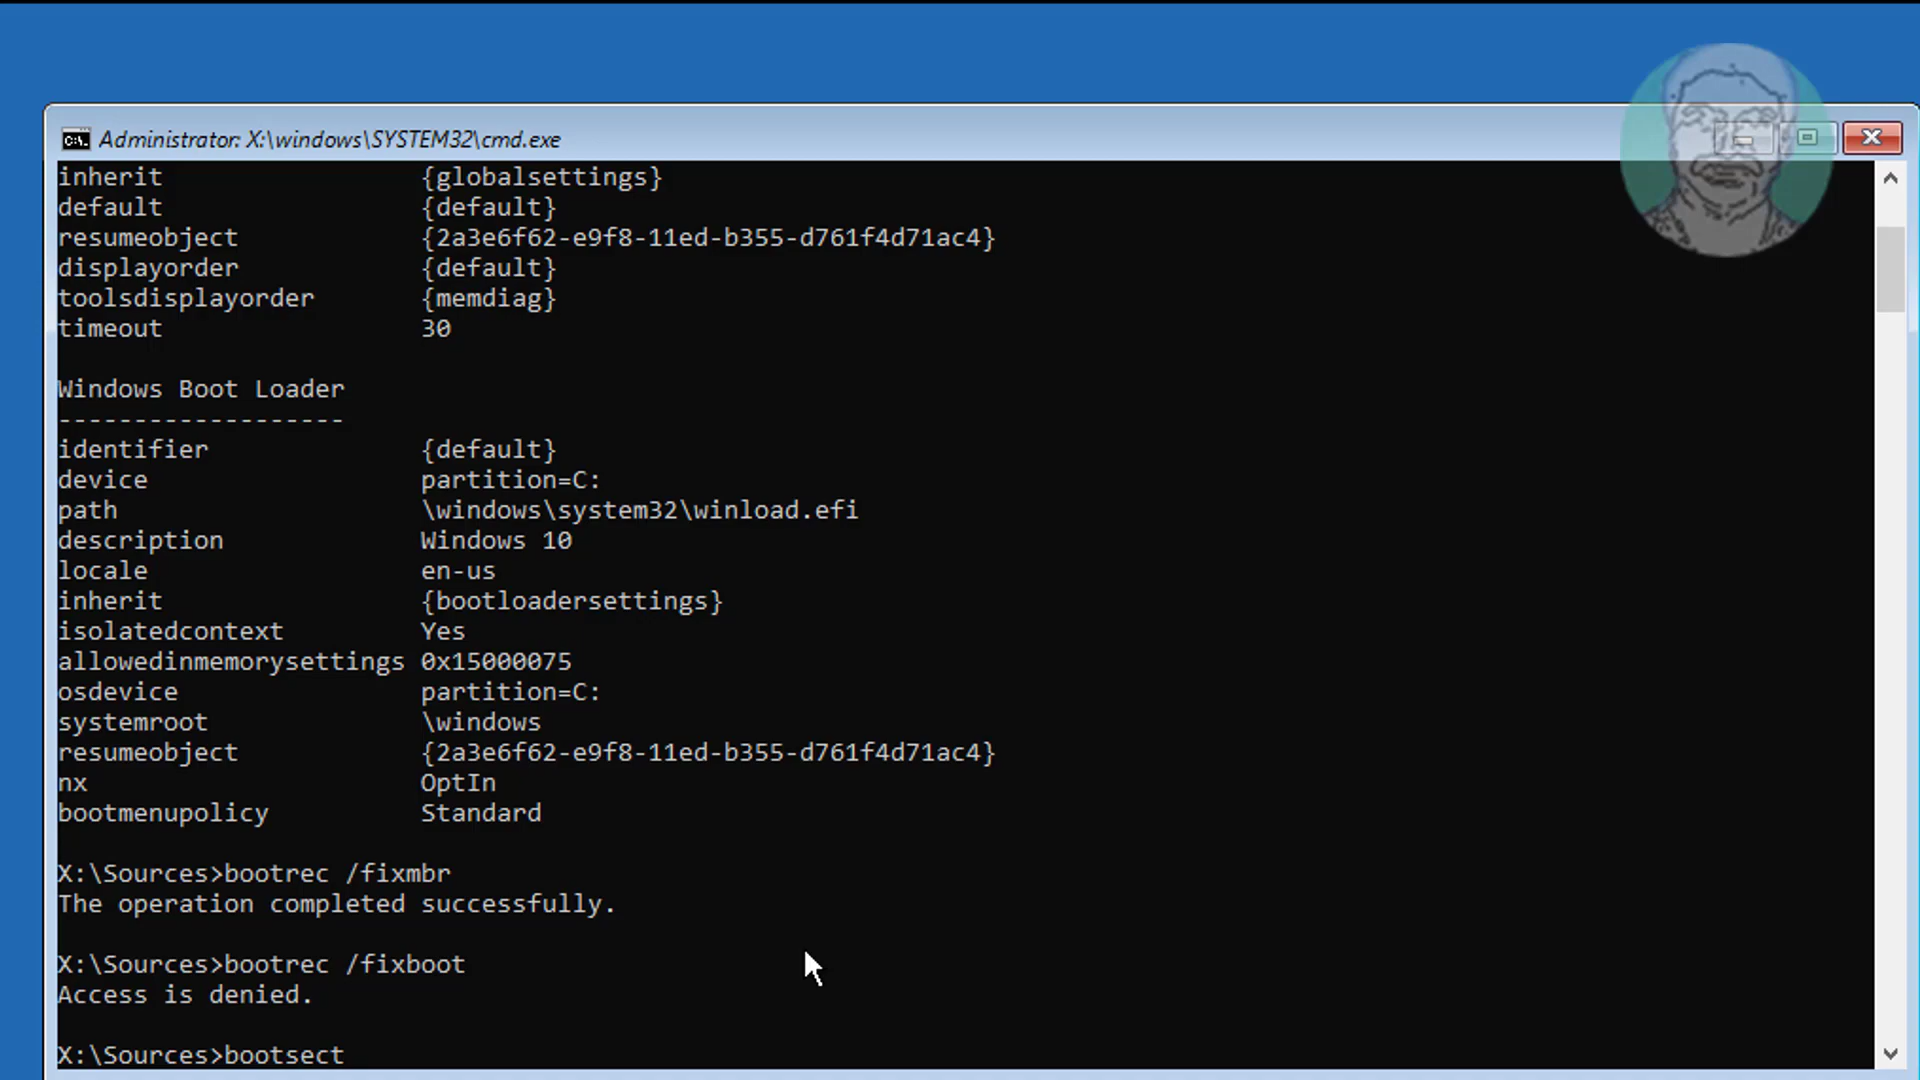 Administrator: X:\windows\SYSTEM32\cmd.exe
inherit {globalsettings}
default {default}
resumeobject {2a3e6f62-e9f8-11ed-b355-d761f4d71ac4}
displayorder {default}
toolsdisplayorder {memdiag}
timeout 30
Windows Boot Loader
-------------------
identifier {default}
device partition=C:
path \windows\system32\winload.efi
description Windows 10
locale en-us
inherit {bootloadersettings}
isolatedcontext Yes
allowedinmemorysettings 0x15000075
osdevice partition=C:
systemroot \windows
resumeobject {2a3e6f62-e9f8-11ed-b355-d761f4d71ac4}
nx OptIn
bootmenupolicy Standard
X:\Sources>bootrec /fixmbr
The operation completed successfully.
X:\Sources>bootrec /fixboot
Access is denied.
X:\Sources>bootsect